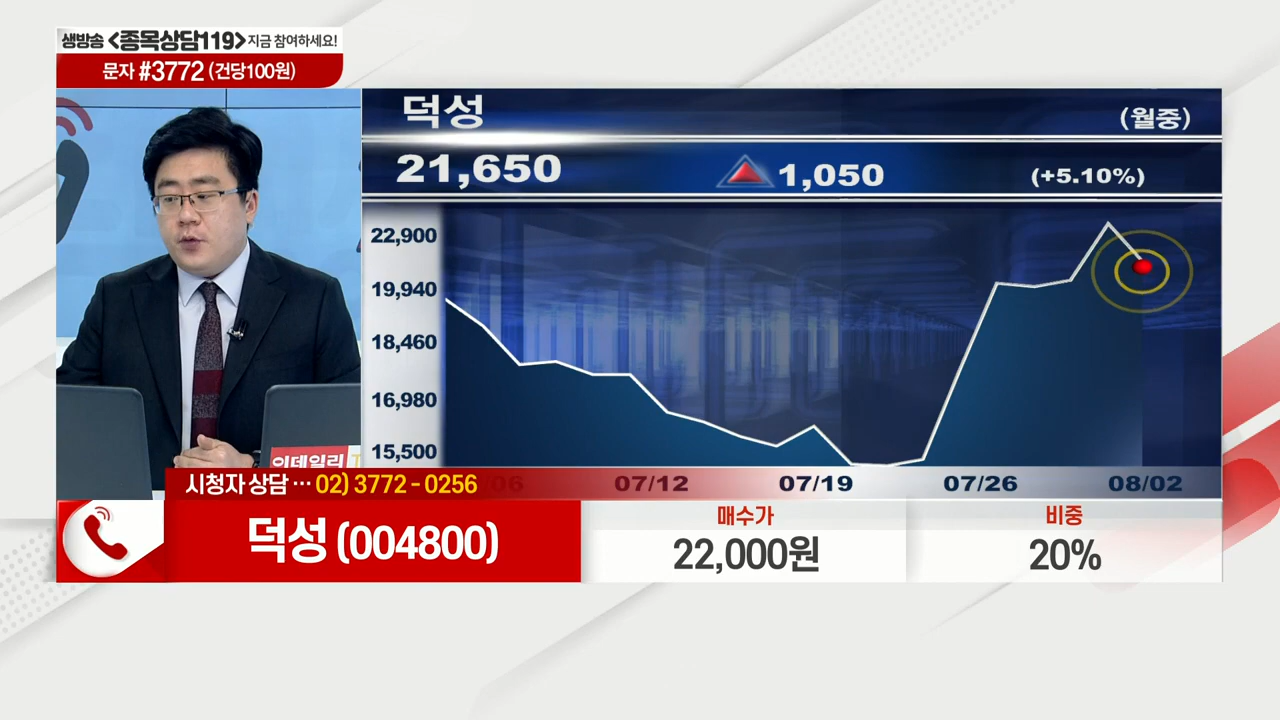 생방송 <종목상담119> 지금 참여하세요!
문자 #3772 (건당100원)
덕성
(월중)
21,650
1,050
(+5.10%)
22,900
19,940
18,460
16,980
15,500
07/12
07/19
07/26
08/02
이데일리
시청자 상담 ··· 02) 3772 - 0256
덕성 (004800)
매수가
22,000원
비중
20%